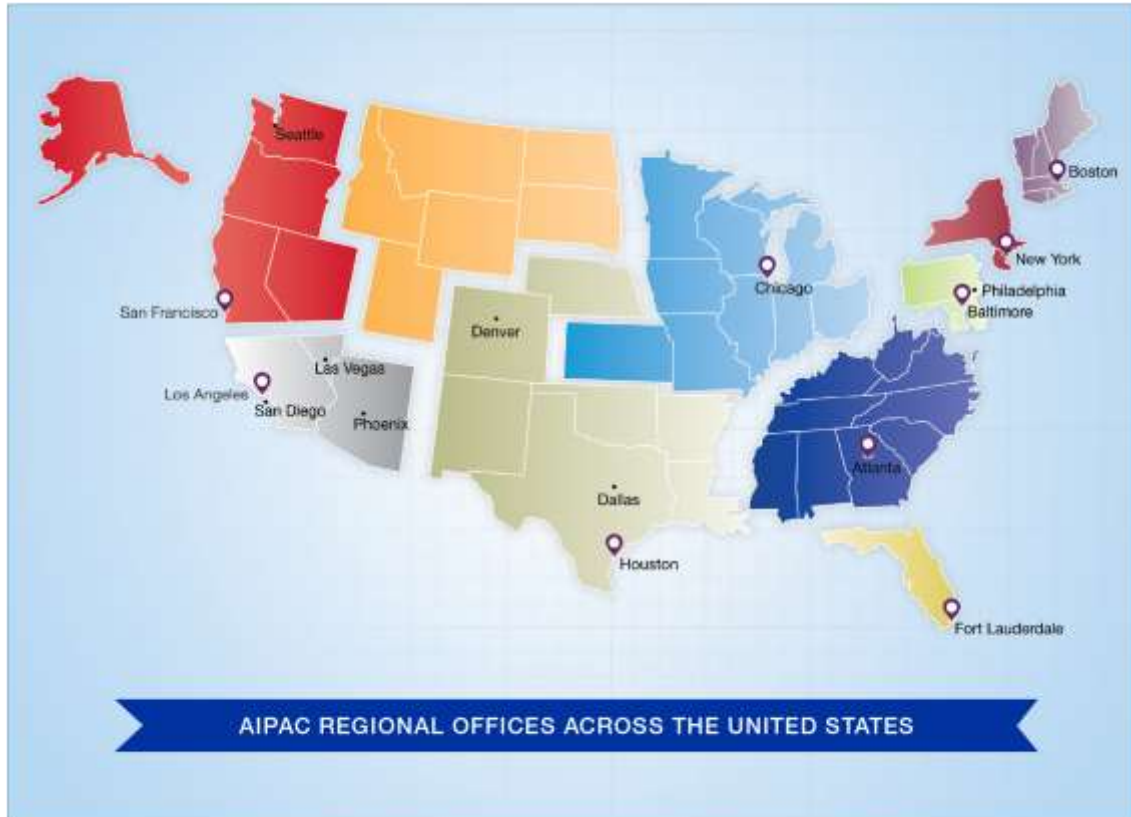 Seattle
Boston
New York
Chicago
Philadelphia
Baltimore
San Francisco
Denver
Las Vegas
Los Angeles
San Diego
Phoenix
Atlanta
Dallas
Houston
Fort Lauderdale
AIPAC REGIONAL OFFICES ACROSS THE UNITED STATES